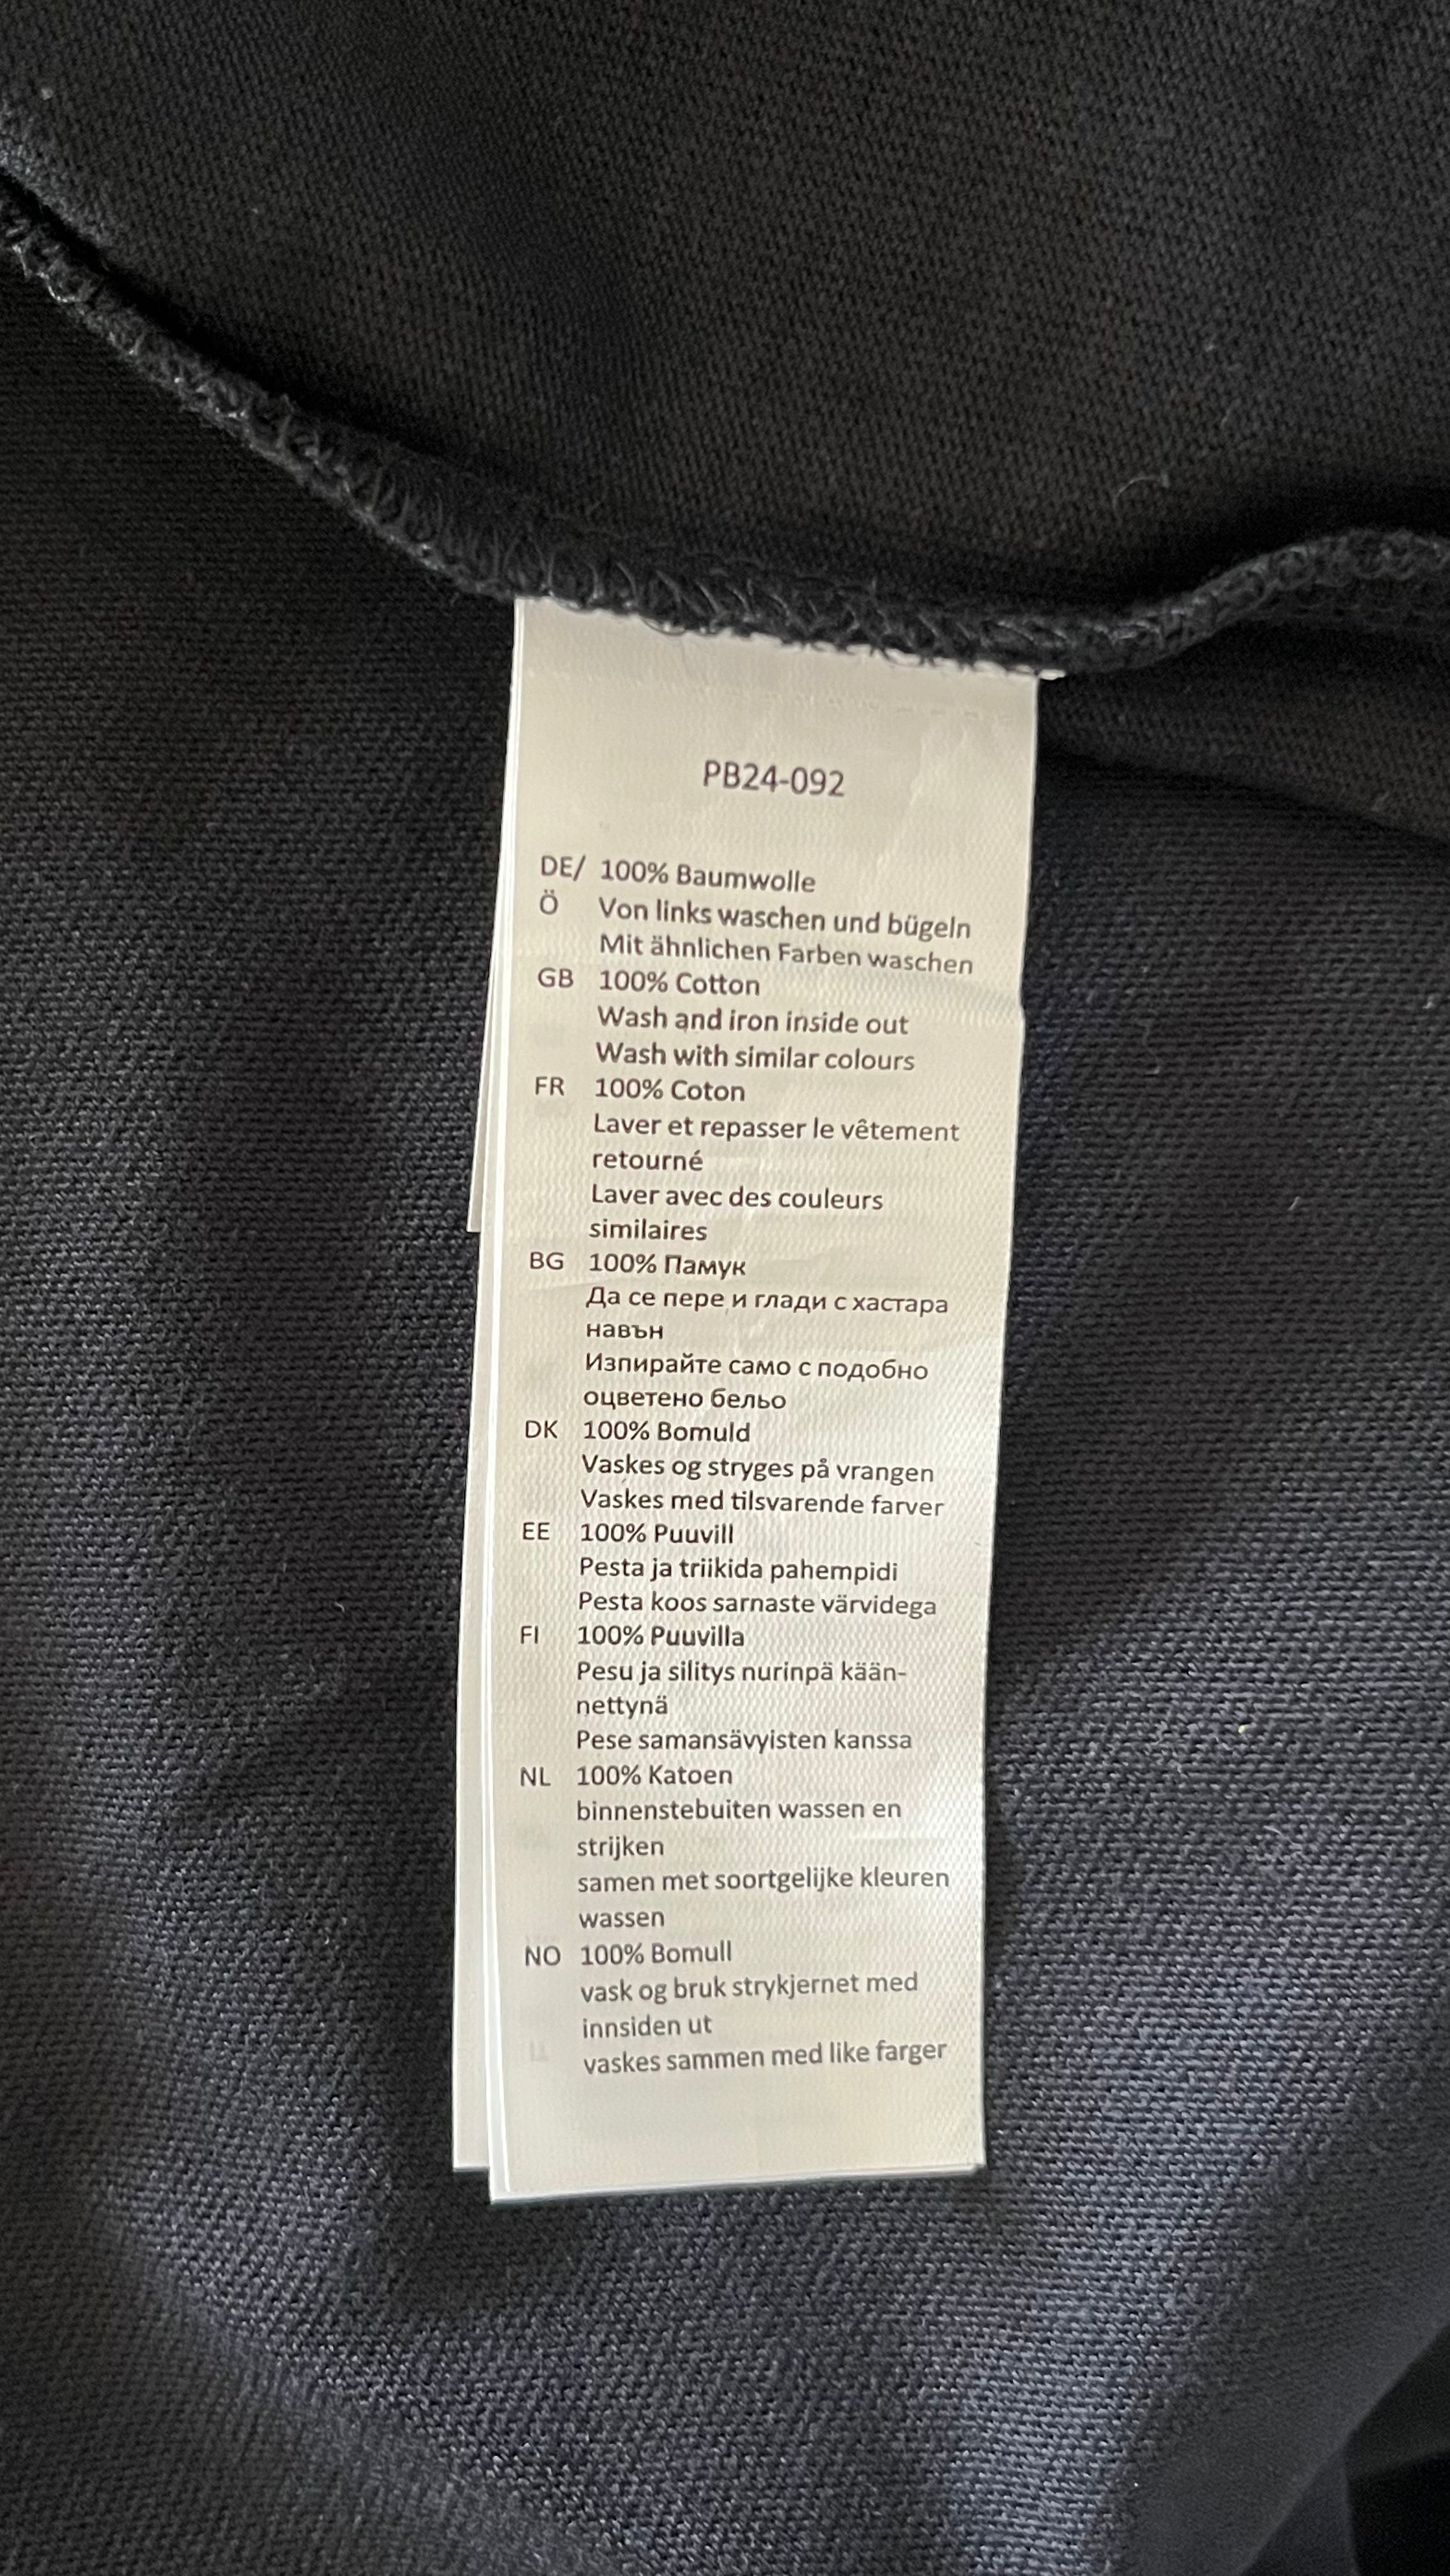 PB24-092
DE/ 100% Baumwolle
Ö Von links waschen und bügeln
Mit ähnlichen Farben waschen
GB 100% Cotton
Wash and iron inside out
Wash with similar colours
FR 100% Coton
Laver et repasser le vêtement
retourné
Laver avec des couleurs
similaires
BG 100% Памук
Да се пере и глади с хастара
навън
Изпирайте само с подобно
оцветено бельо
DK 100% Bomuld
Vaskes og stryges på vrangen
Vaskes med tilsvarende farver
EE 100% Puuvill
Pesta ja triikida pahempidi
Pesta koos sarnaste värvidega
FI 100% Puuvilla
Pesu ja silitys nurinpä kään-
nettynä
Pese samansävyisten kanssa
NL 100% Katoen
binnenstebuiten wassen en
strijken
samen met soortgelijke kleuren
wassen
NO 100% Bomull
vask og bruk strykjernet med
innsiden ut
vaskes sammen med like farger